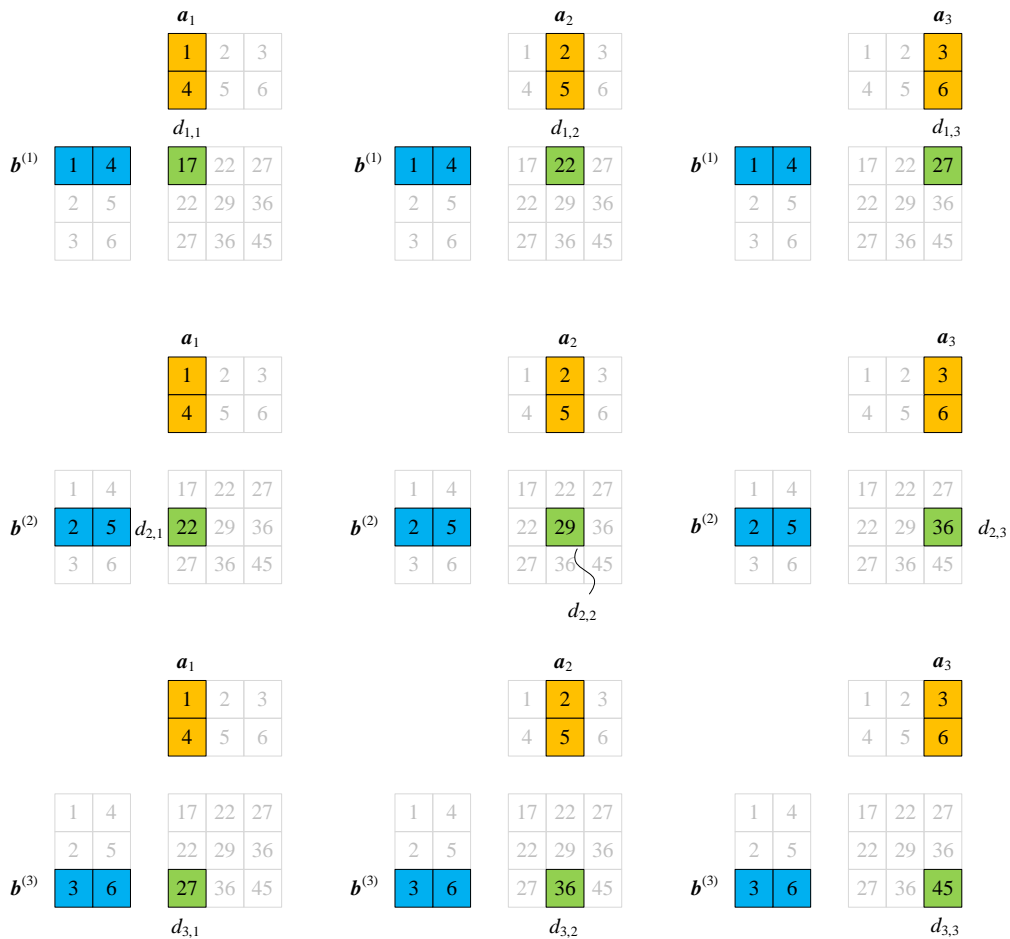 a₁ a₂ a₃
1 2 3 1 2 3 1 2 3
4 5 6 4 5 6 4 5 6
d₁,₁ d₁,₂ d₁,₃
b⁽¹⁾ 1 4 17 22 27 b⁽¹⁾ 1 4 17 22 27 b⁽¹⁾ 1 4 17 22 27
2 5 22 29 36 2 5 22 29 36 2 5 22 29 36
3 6 27 36 45 3 6 27 36 45 3 6 27 36 45
a₁ a₂ a₃
1 2 3 1 2 3 1 2 3
4 5 6 4 5 6 4 5 6
1 4 17 22 27 1 4 17 22 27 1 4 17 22 27
b⁽²⁾ 2 5 d₂,₁ 22 29 36 b⁽²⁾ 2 5 22 29 36 b⁽²⁾ 2 5 22 29 36 d₂,₃
3 6 27 36 45 3 6 27 36 45 3 6 27 36 45
d₂,₂
a₁ a₂ a₃
1 2 3 1 2 3 1 2 3
4 5 6 4 5 6 4 5 6
1 4 17 22 27 1 4 17 22 27 1 4 17 22 27
2 5 22 29 36 2 5 22 29 36 2 5 22 29 36
b⁽³⁾ 3 6 27 36 45 b⁽³⁾ 3 6 27 36 45 b⁽³⁾ 3 6 27 36 45
d₃,₁ d₃,₂ d₃,₃